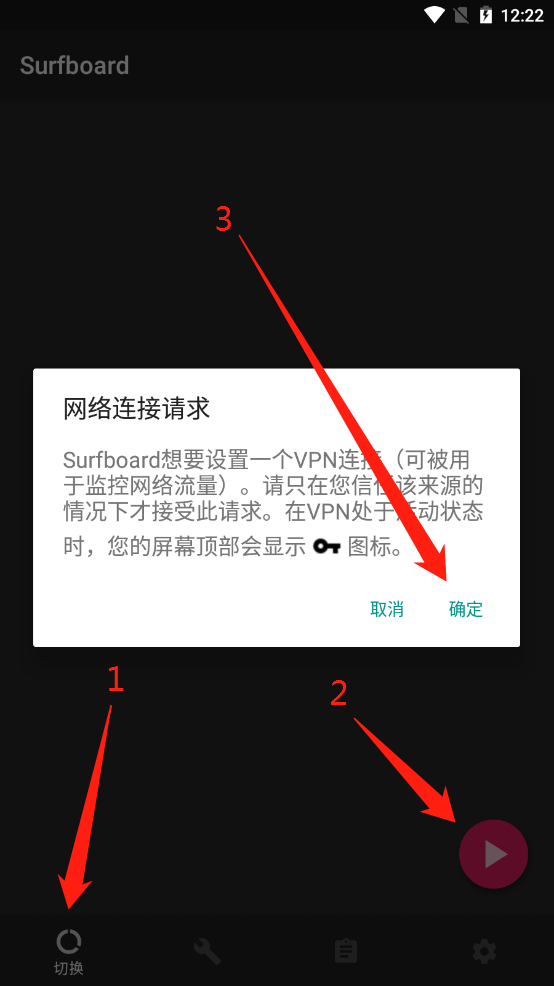 12:22
Surfboard
3
网络连接请求
Surfboard想要设置一个VPN连接（可被用
于监控网络流量）。请只在您信任该来源的
情况下才接受此请求。在VPN处于活动状态
时，您的屏幕顶部会显示 图标。
取消 确定
1
2
切换